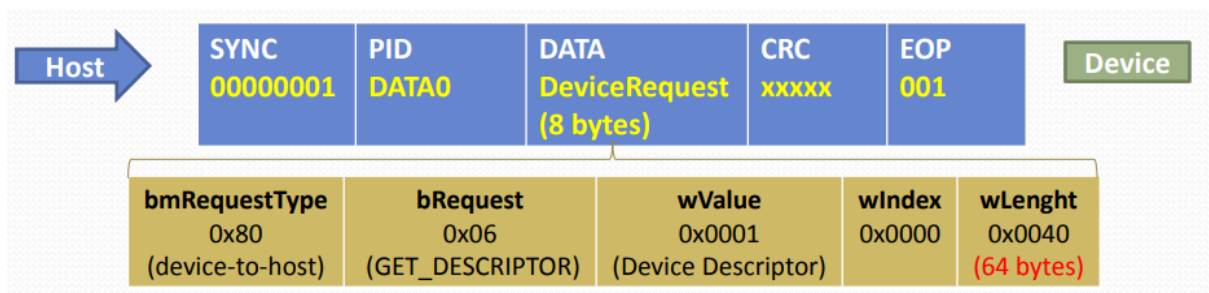 Host
SYNC PID DATA CRC EOP
00000001 DATA0 DeviceRequest xxxxx 001
(8 bytes)
Device
bmRequestType bRequest wValue wIndex wLenght
0x80 0x06 0x0001 0x0000 0x0040
(device-to-host) (GET_DESCRIPTOR) (Device Descriptor) (64 bytes)